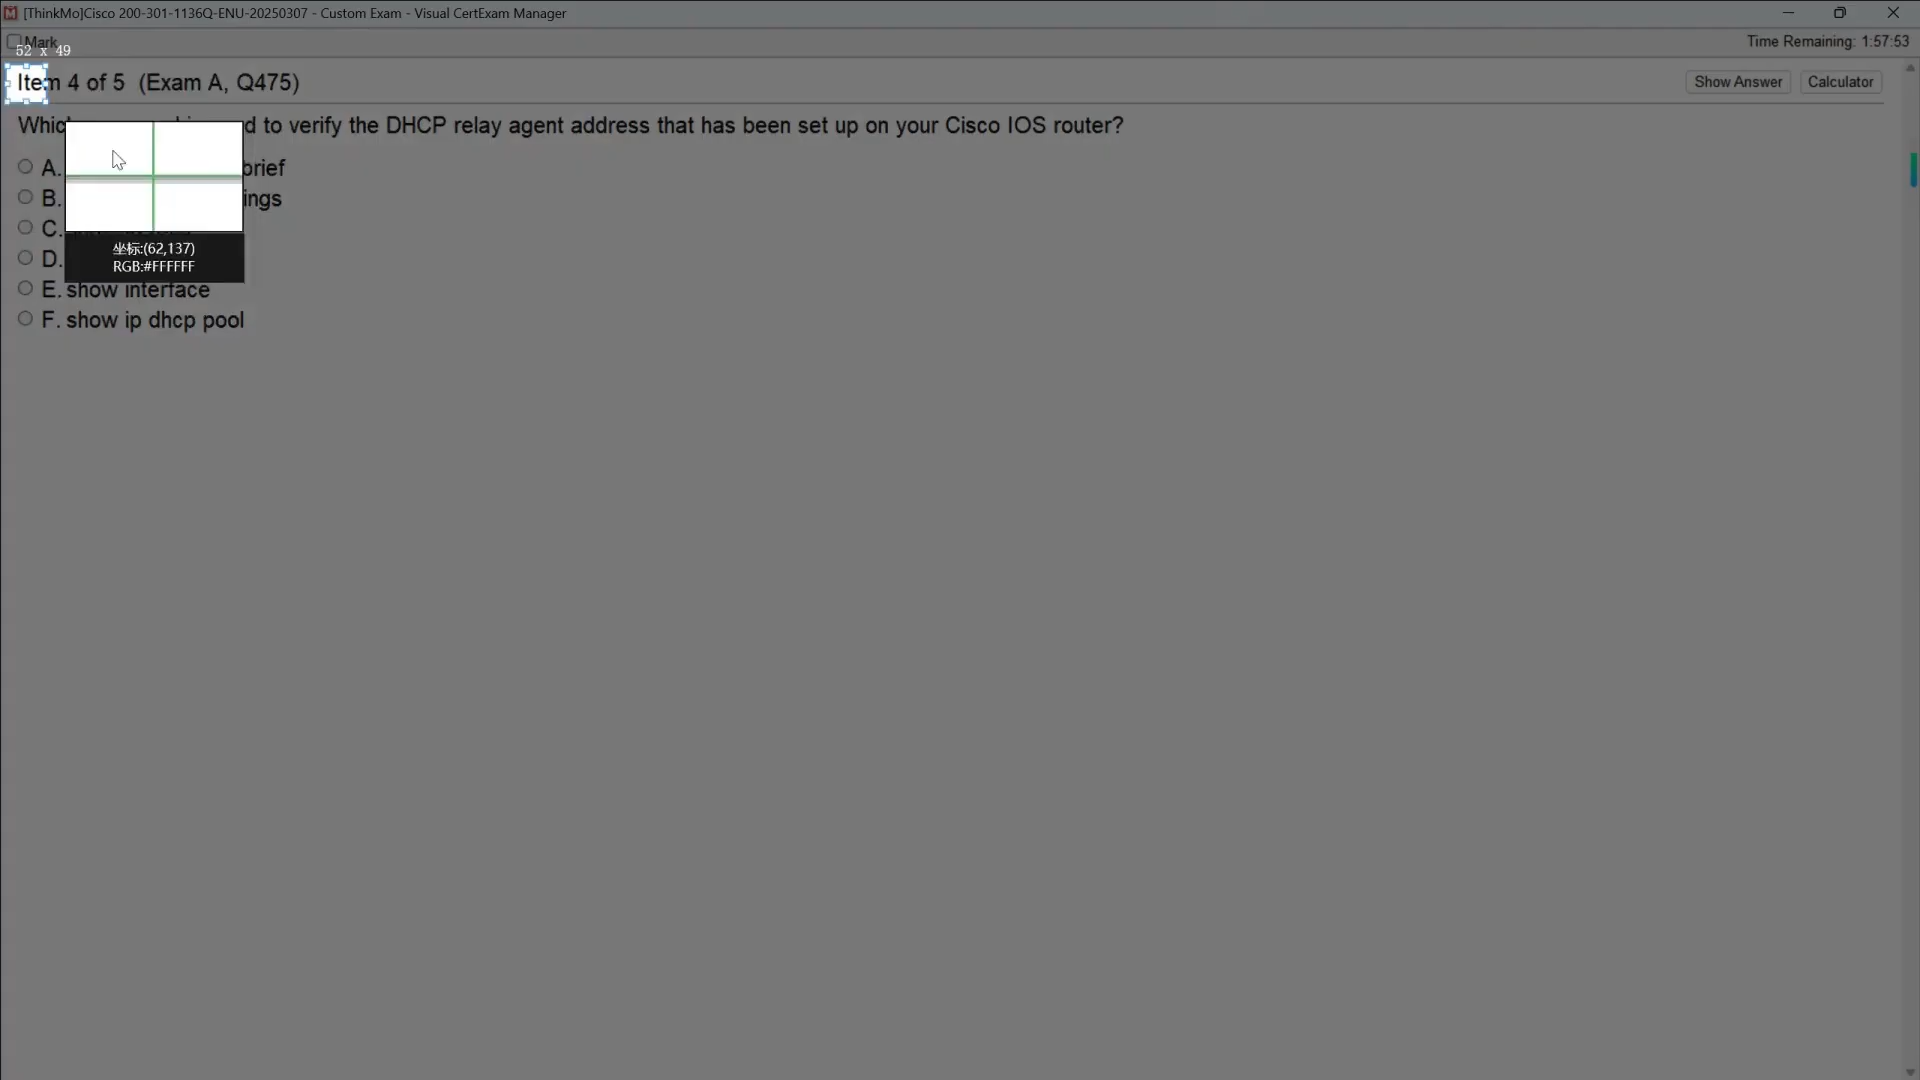 [ThinkMo]Cisco 200-301-1136Q-ENU-20250307 - Custom Exam - Visual CertExam Manager
Mark
Time Remaining: 1:57:53
52 x 49
Item 4 of 5 (Exam A, Q475)
Show Answer
Calculator
Whic d to verify the DHCP relay agent address that has been set up on your Cisco IOS router?
A. brief
B. ings
C.
D.
坐标:(62,137)
RGB:#FFFFFF
E. show interface
F. show ip dhcp pool